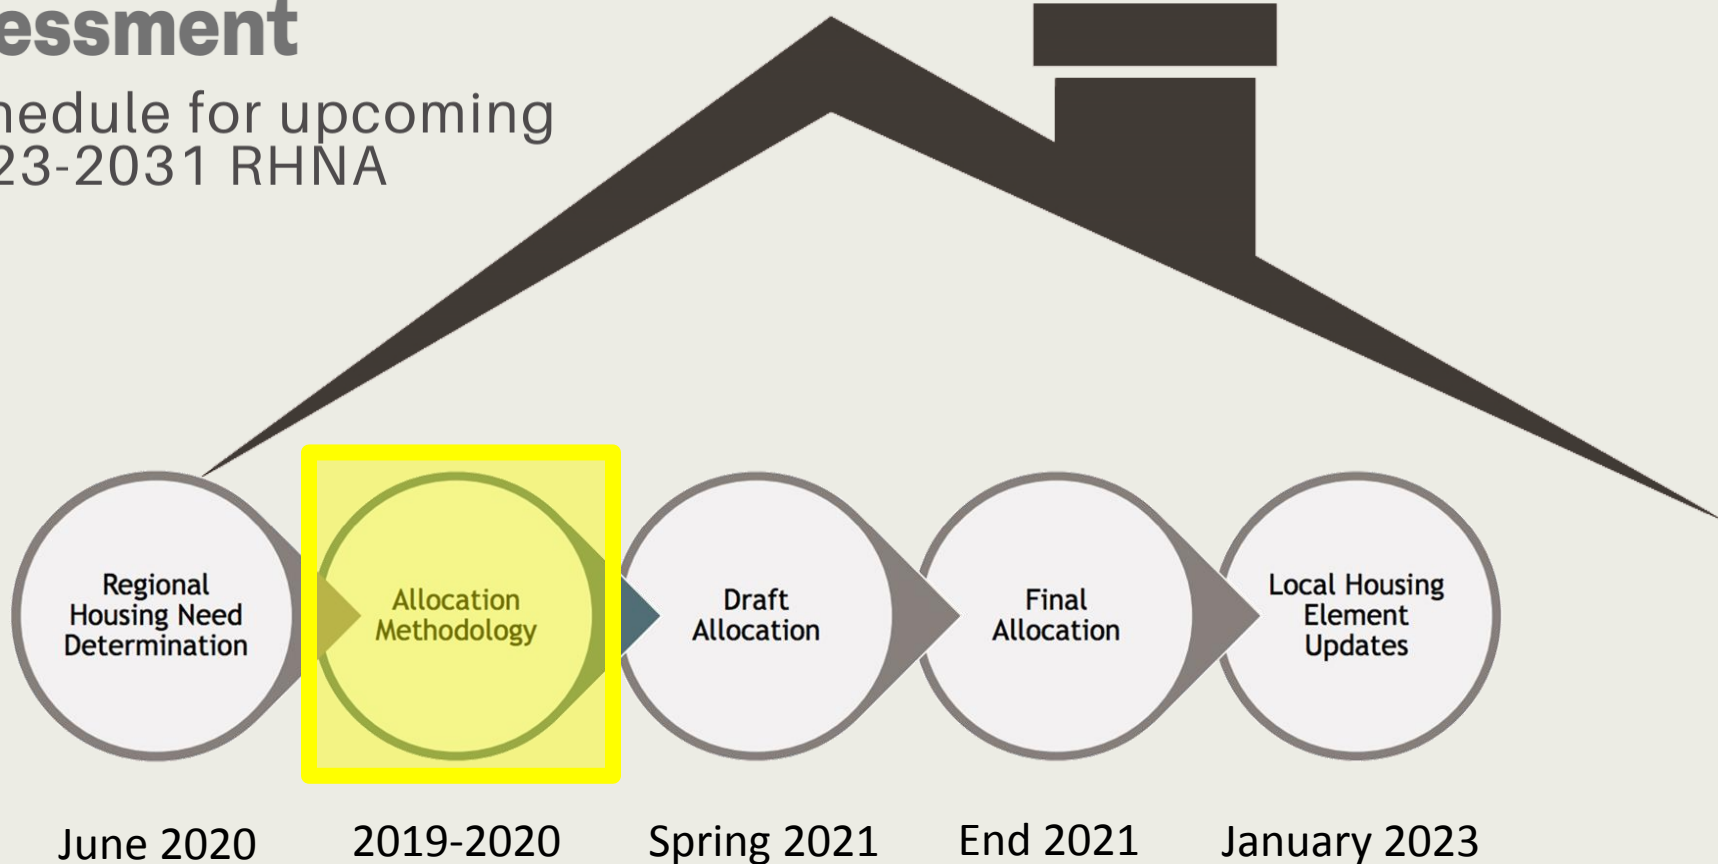 essment
hedule for upcoming
23-2031 RHNA
Regional
Housing Need
Determination
Allocation
Methodology
Draft
Allocation
Final
Allocation
Local Housing
Element
Updates
June 2020
2019-2020
Spring 2021
End 2021
January 2023